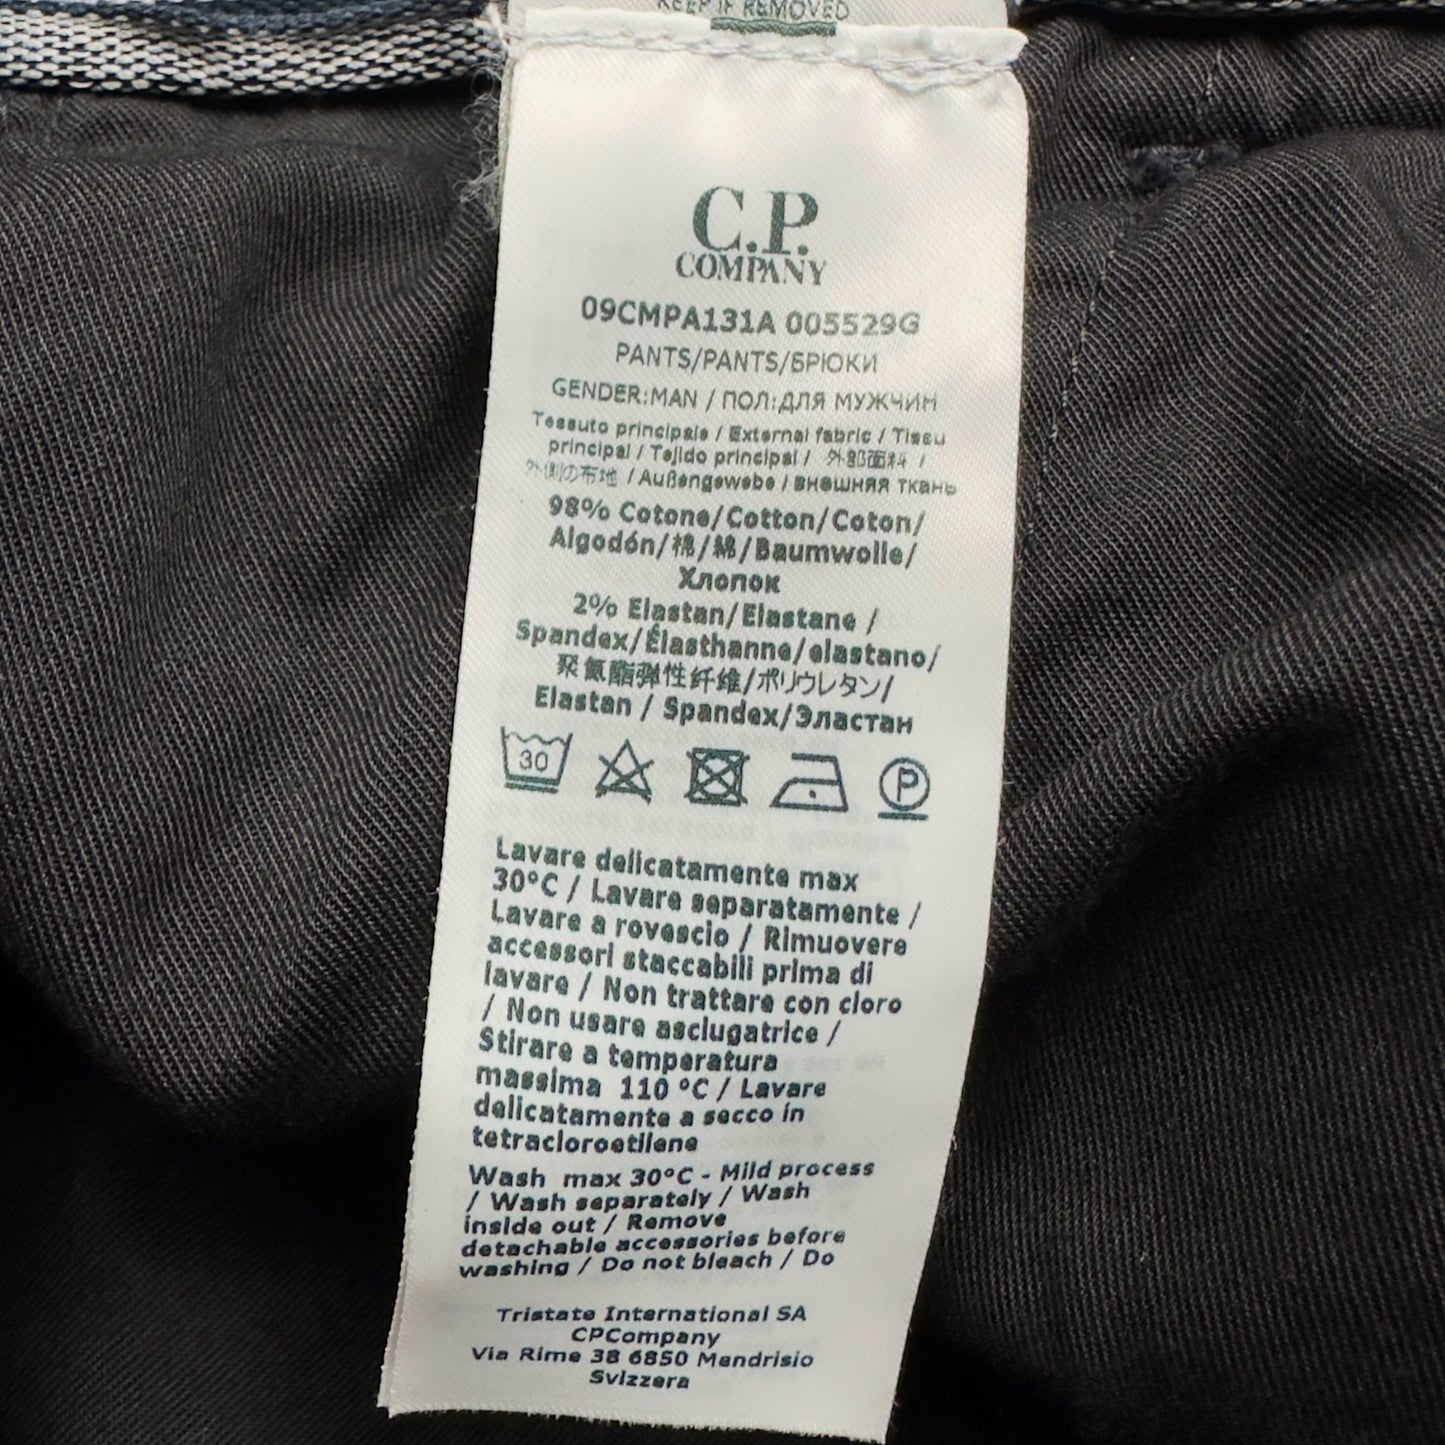 KEEP IF REMOVED
C.P.
COMPANY
09CMPA131A 005529G
PANTS/PANTS/БРЮКИ
GENDER:MAN / ПОЛ:ДЛЯ МУЖЧИН
Tessuto principale / External fabric / Tissu
principal / Tejido principal / 外部面料 /
外側の布地 / Außengewebe / внешняя ткань
98% Cotone/Cotton/Coton/
Algodón/棉/綿/Baumwolle/
Хлопок
2% Elastan/Elastane /
Spandex/Élasthanne/elastano/
聚氨酯弹性纤维/ポリウレタン/
Elastan / Spandex/Эластан
30
P
Lavare delicatamente max
30°C / Lavare separatamente /
Lavare a rovescio / Rimuovere
accessori staccabili prima di
lavare / Non trattare con cloro
/ Non usare asciugatrice /
Stirare a temperatura
massima 110 °C / Lavare
delicatamente a secco in
tetracloroetilene
Wash max 30°C - Mild process
/ Wash separately / Wash
inside out / Remove
detachable accessories before
washing / Do not bleach / Do
Tristate International SA
CPCompany
Via Rime 38 6850 Mendrisio
Svizzera